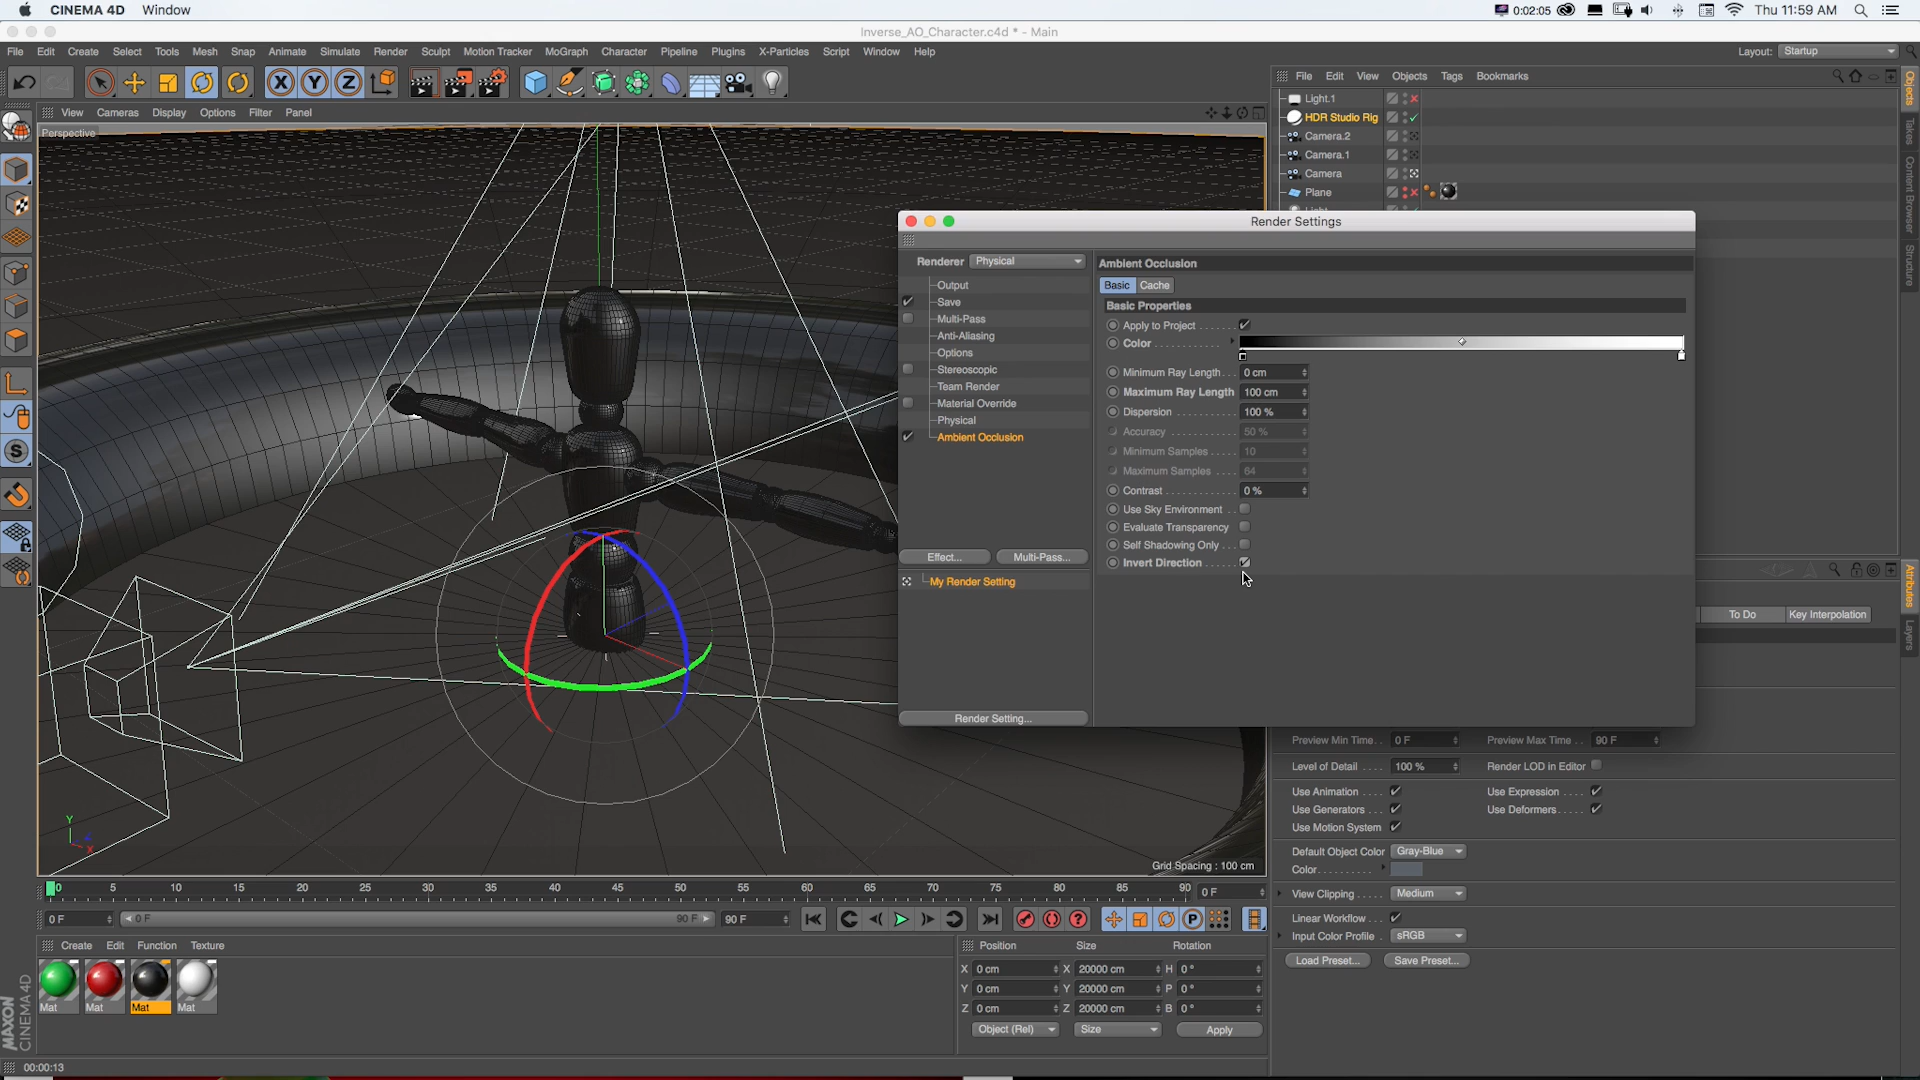 CINEMA 4D Window
0:02:05 Thu 11:59 AM
Inverse_AO_Character.c4d * - Main
File Edit Create Select Tools Mesh Snap Animate Simulate Render Sculpt Motion Tracker MoGraph Character Pipeline Plugins X-Particles Script Window Help
Layout: Startup
X Y Z
File Edit View Objects Tags Bookmarks
View Cameras Display Options Filter Panel
Perspective
Light.1
HDR Studio Rig
Camera.2
Camera.1
Camera
Plane
Objects
Takes
Content Browser
Structure
Attributes
Layers
Render Settings
Renderer Physical
Output
Save
Multi-Pass
Anti-Aliasing
Options
Stereoscopic
Team Render
Material Override
Physical
Ambient Occlusion
Effect... Multi-Pass...
My Render Setting
Render Setting...
Ambient Occlusion
Basic Cache
Basic Properties
Apply to Project
Color
Minimum Ray Length 0 cm
Maximum Ray Length 100 cm
Dispersion 100 %
Accuracy 50 %
Minimum Samples 10
Maximum Samples 64
Contrast 0 %
Use Sky Environment
Evaluate Transparency
Self Shadowing Only
Invert Direction
To Do Key Interpolation
Preview Min Time 0 F Preview Max Time 90 F
Level of Detail 100 % Render LOD in Editor
Use Animation Use Expression
Use Generators Use Deformers
Use Motion System
Default Object Color Gray-Blue
Color
View Clipping Medium
Linear Workflow
Input Color Profile sRGB
Load Preset... Save Preset...
Y
Z
X
Grid Spacing : 100 cm
0 5 10 15 20 25 30 35 40 45 50 55 60 65 70 75 80 85 90 0 F
0 F 0 F 90 F 90 F
Create Edit Function Texture
Mat Mat Mat Mat
Position Size Rotation
X 0 cm X 20000 cm H 0 °
Y 0 cm Y 20000 cm P 0 °
Z 0 cm Z 20000 cm B 0 °
Object (Rel) Size Apply
MAXON
CINEMA 4D
00:00:13